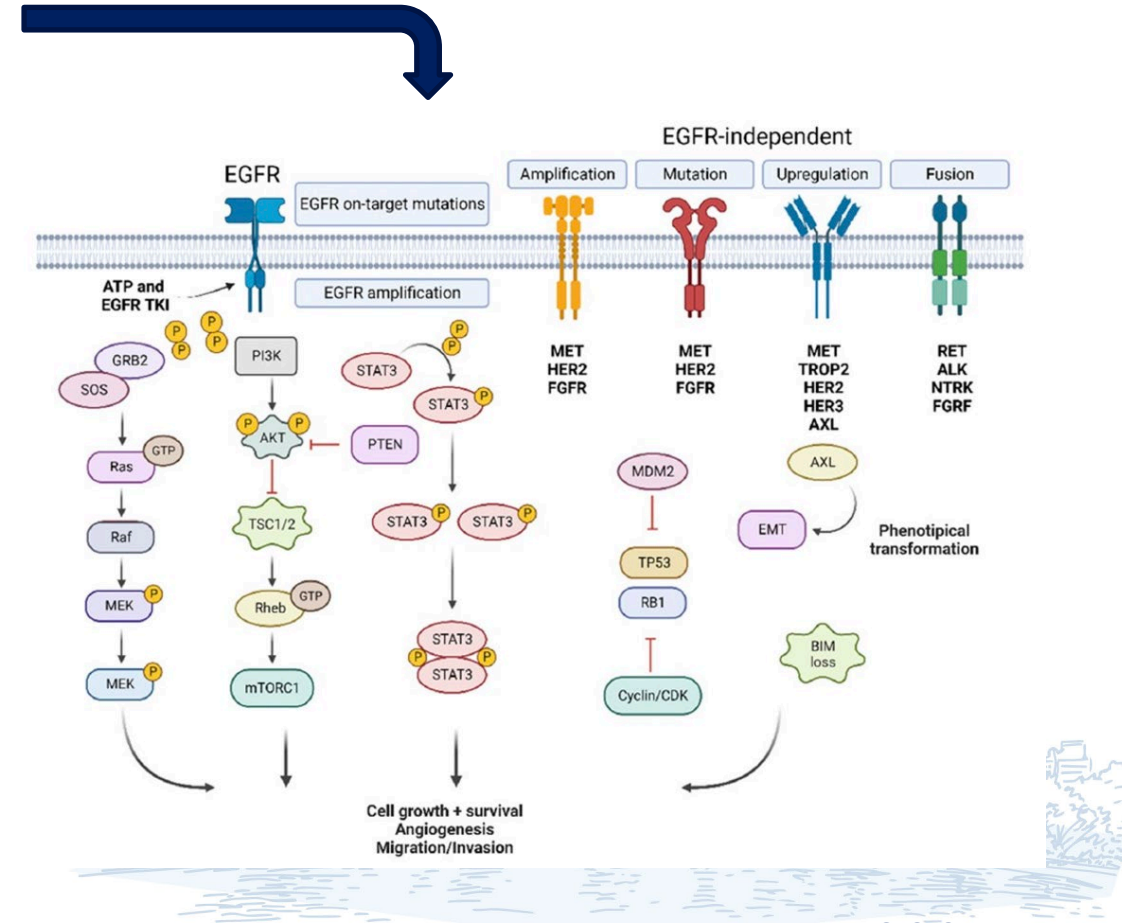 EGFR-independent
EGFR
EGFR on-target mutations
Amplification
Mutation
Upregulation
Fusion
ATP and
EGFR TKI
EGFR amplification
MET
HER2
FGFR
MET
HER2
FGFR
MET
TROP2
HER2
HER3
AXL
RET
ALK
NTRK
FGRF
P
P
P
P
P
P
GRB2
SOS
PI3K
STAT3
STAT3
P
P
P
AKT
PTEN
Ras
GTP
MDM2
AXL
STAT3
P
STAT3
P
TSC1/2
Raf
EMT
Phenotipical
transformation
TP53
RB1
MEK
P
Rheb
GTP
STAT3
P
P
STAT3
BIM
loss
MEK
P
mTORC1
Cyclin/CDK
Cell growth + survival
Angiogenesis
Migration/Invasion